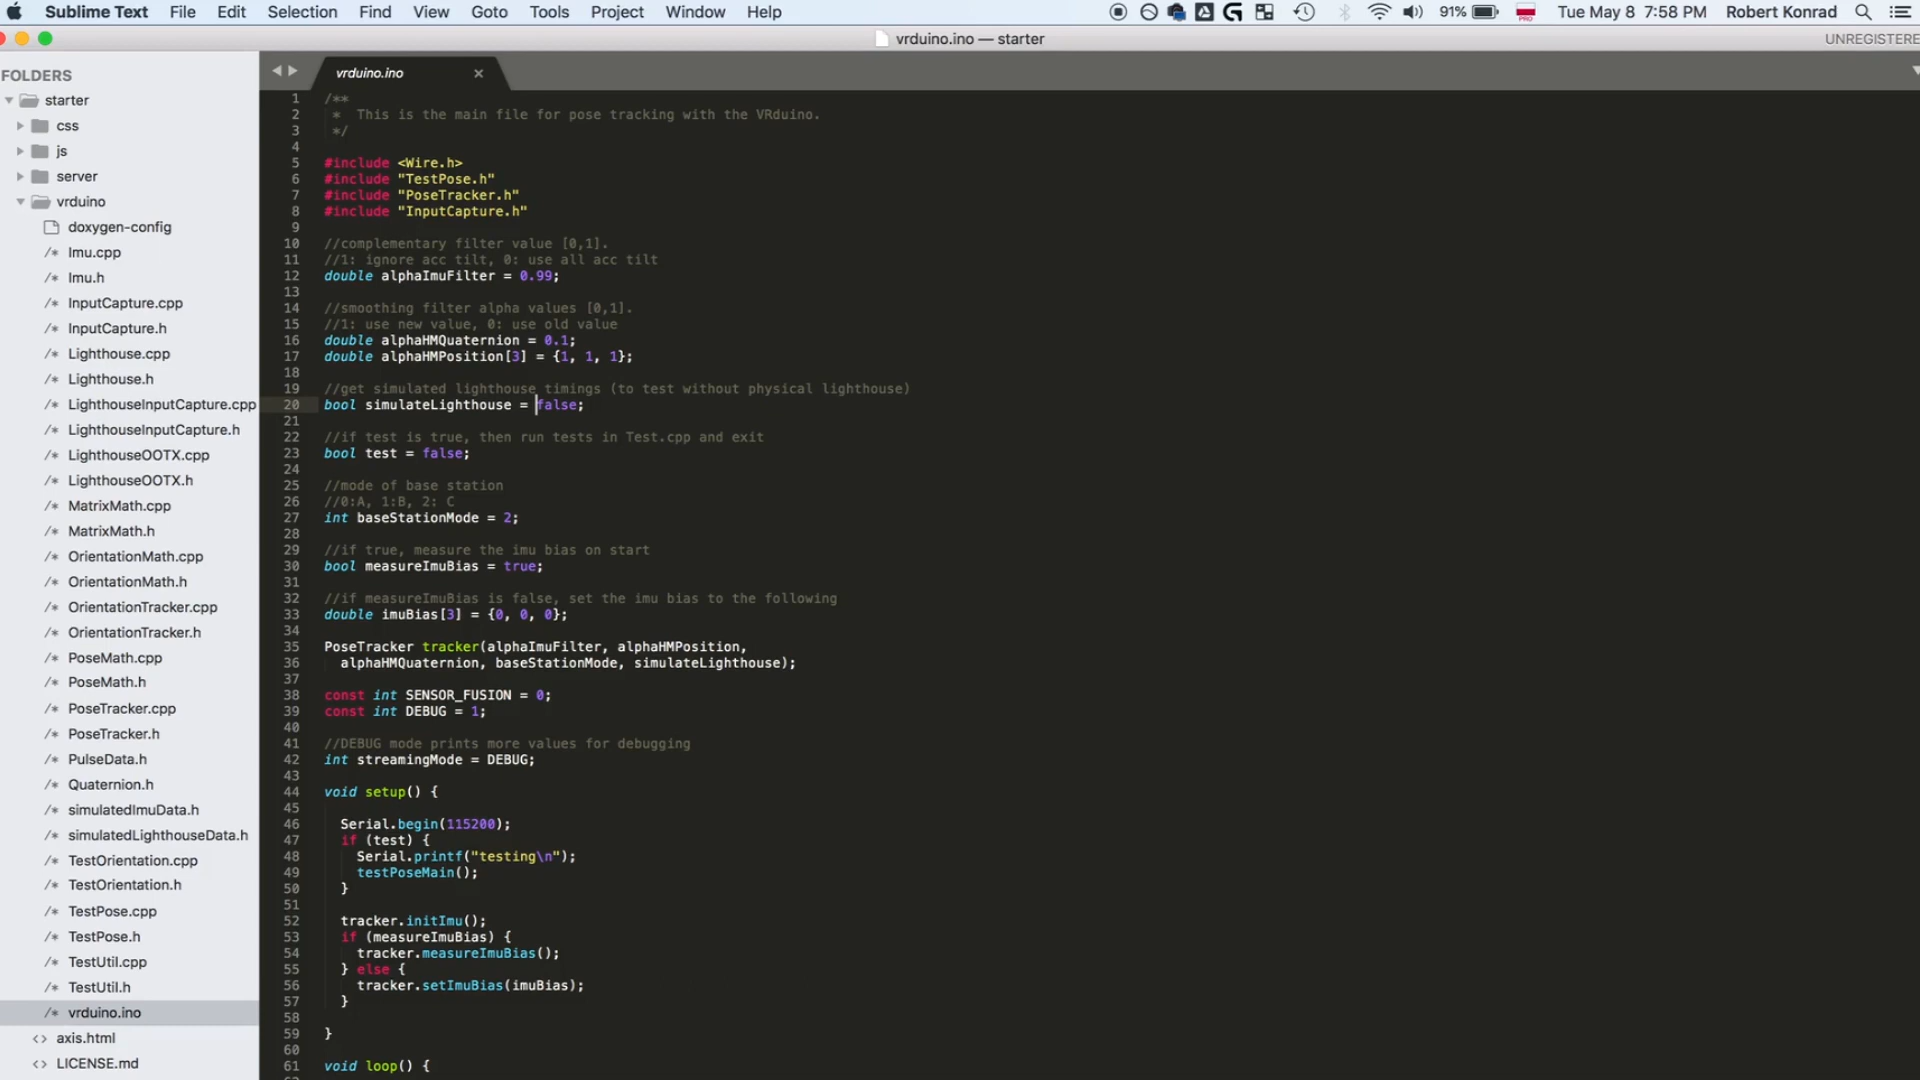 Sublime Text File Edit Selection Find View Goto Tools Project Window Help 91% PRO Tue May 8 7:58 PM Robert Konrad
vrduino.ino — starter UNREGISTERE
FOLDERS
starter
css
js
server
vrduino
doxygen-config
/* Imu.cpp
/* Imu.h
/* InputCapture.cpp
/* InputCapture.h
/* Lighthouse.cpp
/* Lighthouse.h
/* LighthouseInputCapture.cpp
/* LighthouseInputCapture.h
/* LighthouseOOTX.cpp
/* LighthouseOOTX.h
/* MatrixMath.cpp
/* MatrixMath.h
/* OrientationMath.cpp
/* OrientationMath.h
/* OrientationTracker.cpp
/* OrientationTracker.h
/* PoseMath.cpp
/* PoseMath.h
/* PoseTracker.cpp
/* PoseTracker.h
/* PulseData.h
/* Quaternion.h
/* simulatedImuData.h
/* simulatedLighthouseData.h
/* TestOrientation.cpp
/* TestOrientation.h
/* TestPose.cpp
/* TestPose.h
/* TestUtil.cpp
/* TestUtil.h
/* vrduino.ino
<> axis.html
<> LICENSE.md
vrduino.ino
1 /**
2 * This is the main file for pose tracking with the VRduino.
3 */
4
5 #include <Wire.h>
6 #include "TestPose.h"
7 #include "PoseTracker.h"
8 #include "InputCapture.h"
9
10 //complementary filter value [0,1].
11 //1: ignore acc tilt, 0: use all acc tilt
12 double alphaImuFilter = 0.99;
13
14 //smoothing filter alpha values [0,1].
15 //1: use new value, 0: use old value
16 double alphaHMQuaternion = 0.1;
17 double alphaHMPosition[3] = {1, 1, 1};
18
19 //get simulated lighthouse timings (to test without physical lighthouse)
20 bool simulateLighthouse = false;
21
22 //if test is true, then run tests in Test.cpp and exit
23 bool test = false;
24
25 //mode of base station
26 //0:A, 1:B, 2: C
27 int baseStationMode = 2;
28
29 //if true, measure the imu bias on start
30 bool measureImuBias = true;
31
32 //if measureImuBias is false, set the imu bias to the following
33 double imuBias[3] = {0, 0, 0};
34
35 PoseTracker tracker(alphaImuFilter, alphaHMPosition,
36 alphaHMQuaternion, baseStationMode, simulateLighthouse);
37
38 const int SENSOR_FUSION = 0;
39 const int DEBUG = 1;
40
41 //DEBUG mode prints more values for debugging
42 int streamingMode = DEBUG;
43
44 void setup() {
45
46 Serial.begin(115200);
47 if (test) {
48 Serial.printf("testing\n");
49 testPoseMain();
50 }
51
52 tracker.initImu();
53 if (measureImuBias) {
54 tracker.measureImuBias();
55 } else {
56 tracker.setImuBias(imuBias);
57 }
58
59 }
60
61 void loop() {